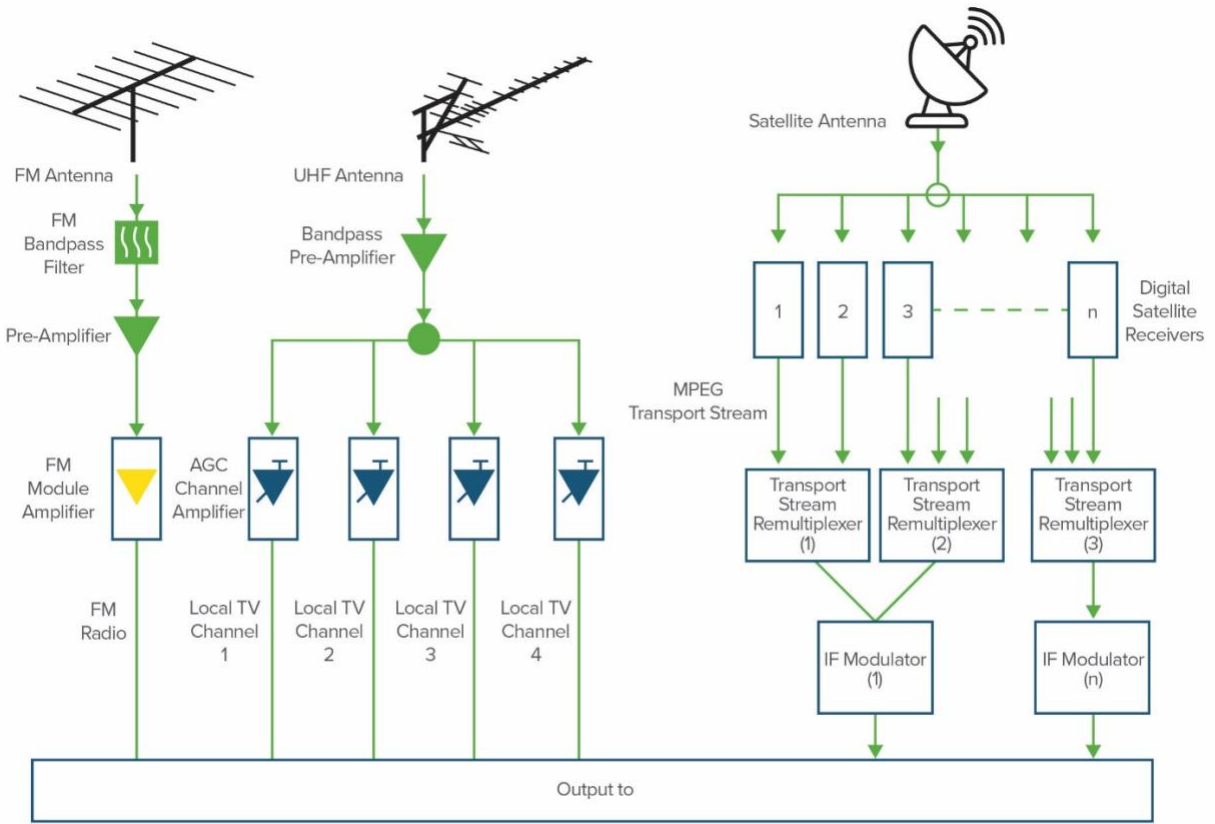 Satellite Antenna
FM Antenna
UHF Antenna
FM
Bandpass
Filter
Bandpass
Pre-Amplifier
Pre-Amplifier
1
2
3
n
Digital
Satellite
Receivers
MPEG
Transport Stream
FM
Module
Amplifier
AGC
Channel
Amplifier
Transport
Stream
Remultiplexer
(1)
Transport
Stream
Remultiplexer
(2)
Transport
Stream
Remultiplexer
(3)
FM
Radio
Local TV
Channel
1
Local TV
Channel
2
Local TV
Channel
3
Local TV
Channel
4
IF Modulator
(1)
IF Modulator
(n)
Output to